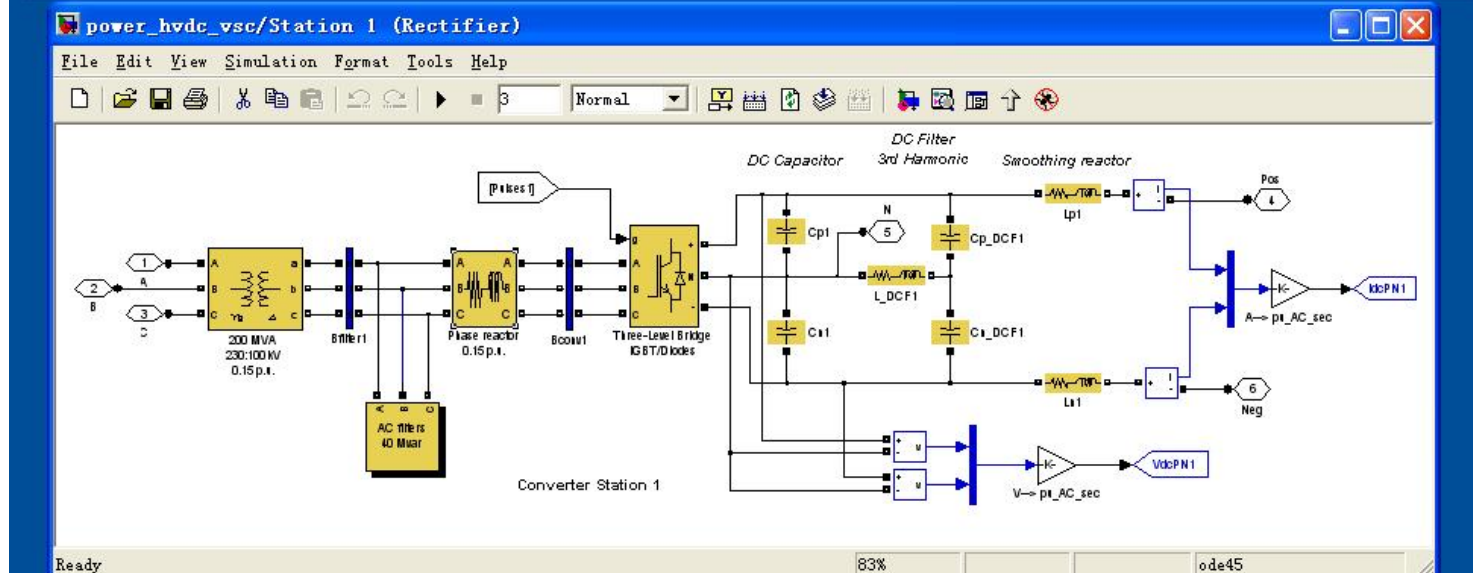 power_hvdc_vsc/Station 1 (Rectifier)
File Edit View Simulation Format Tools Help
3
Normal
DC Capacitor
DC Filter
3rd Harmonic
Smoothing reactor
[Pulses1]
g
+
A
B
C
N
-
Three-Level Bridge
IGBT/Diodes
1
A
2
B
3
C
A
B
C
a
b
c
Yg
Δ
200 MVA
230:100 kV
0.15 p.u.
Bfilter1
A
B
C
A
B
C
Phase reactor
0.15 p.u.
Bconv1
A
B
C
AC filters
40 Mvar
Cp1
N
5
Cp_DCF1
L_DCF1
Cn1
Cn_DCF1
Lp1
Ln1
+
-
i
Pos
4
+
-
i
6
Neg
-K-
A--> pu_AC_sec
IdcPN1
+
-
v
+
-
v
-K-
V--> pu_AC_sec
VdcPN1
Converter Station 1
Ready
83%
ode45